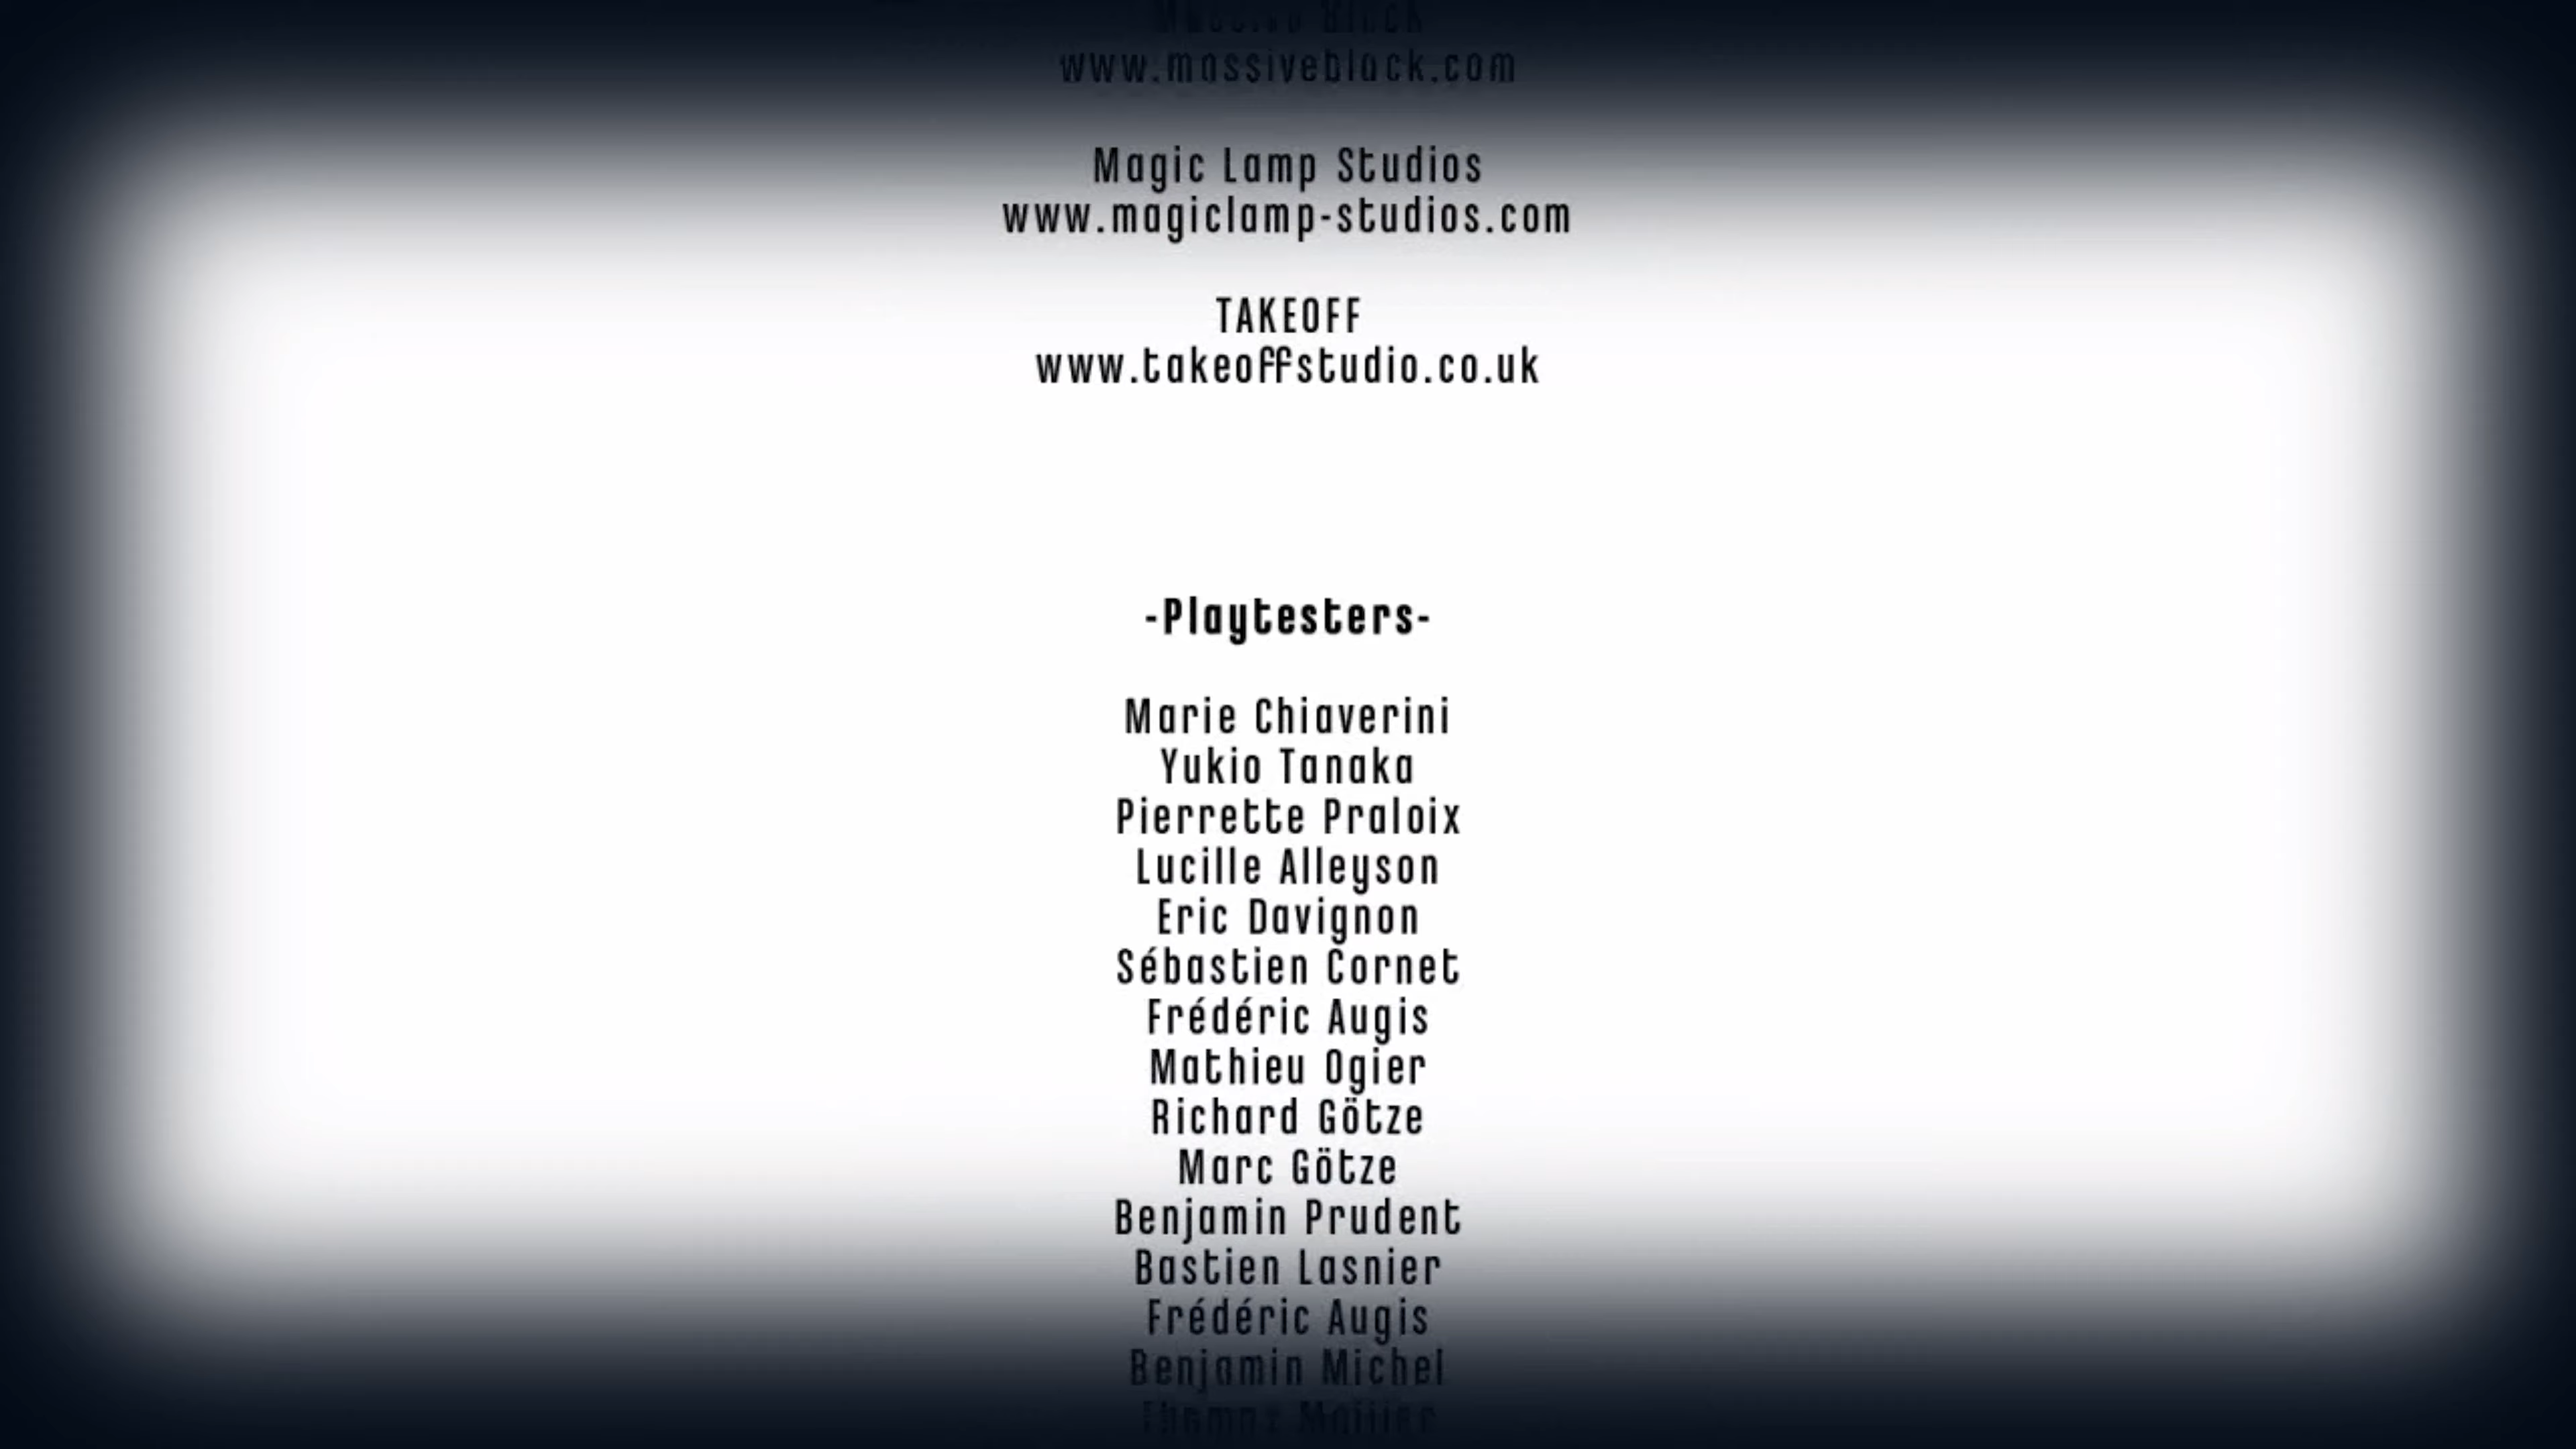 Massive Black
www.massiveblack.com
Magic Lamp Studios
www.magiclamp-studios.com
TAKEOFF
www.takeoffstudio.co.uk
-Playtesters-
Marie Chiaverini
Yukio Tanaka
Pierrette Praloix
Lucille Alleyson
Eric Davignon
Sébastien Cornet
Frédéric Augis
Mathieu Ogier
Richard Götze
Marc Götze
Benjamin Prudent
Bastien Lasnier
Frédéric Augis
Benjamin Michel